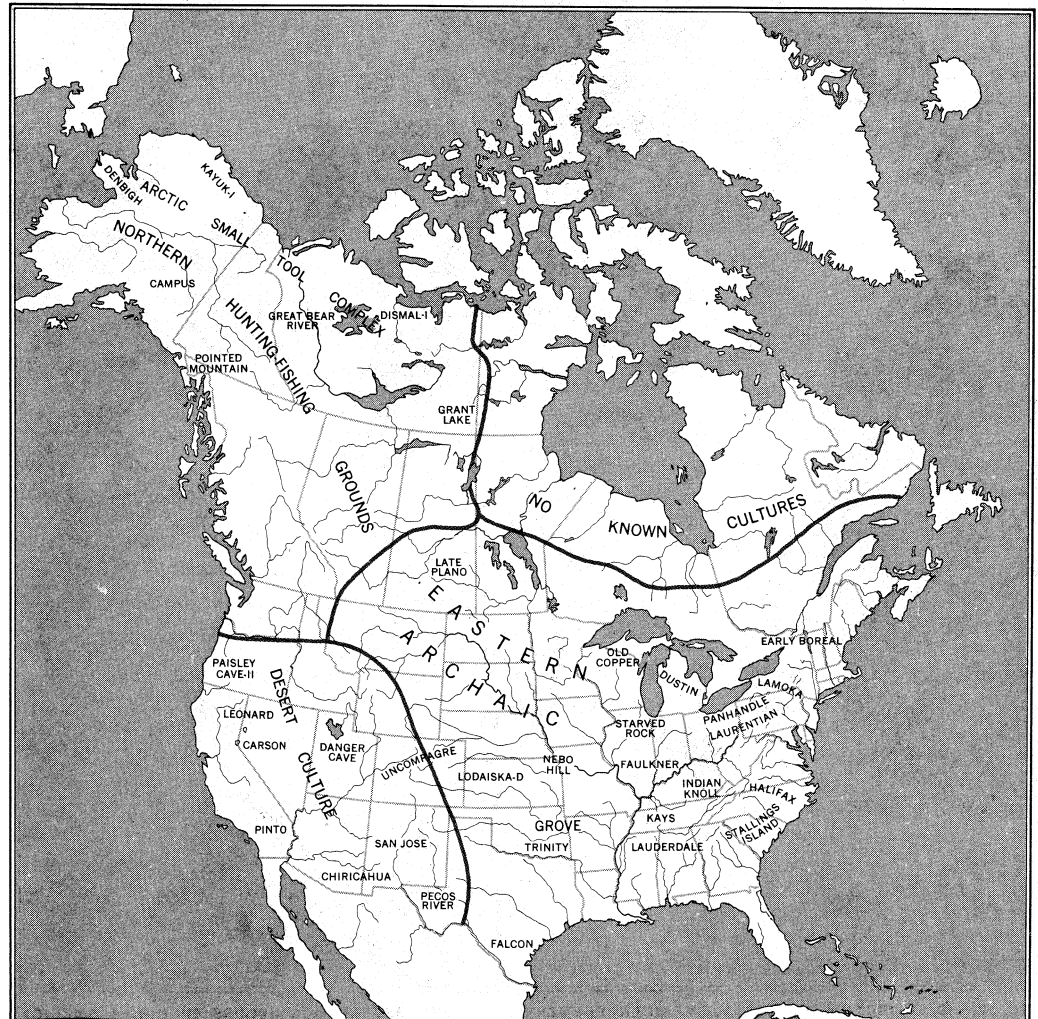 KAYUK-I
DENBIGH
ARCTIC
SMALL
TOOL
COMPLEX
NORTHERN
CAMPUS
HUNTING-FISHING
GROUNDS
GREAT BEAR
RIVER
DISMAL-I
POINTED
MOUNTAIN
GRANT
LAKE
NO
KNOWN
CULTURES
LATE
PLANO
EASTERN
ARCHAIC
EARLY BOREAL
OLD
COPPER
DUSTIN
LAMOKA
PAISLEY
CAVE-II
DESERT
CULTURE
LEONARD
CARSON
DANGER
CAVE
UNCOMPAGRE
LODAISKA-D
NEBO
HILL
STARVED
ROCK
PANHANDLE
LAURENTIAN
FAULKNER
INDIAN
KNOLL
HALIFAX
PINTO
SAN JOSE
GROVE
TRINITY
KAYS
LAUDERDALE
STALLINGS
ISLAND
CHIRICAHUA
PECOS
RIVER
FALCON